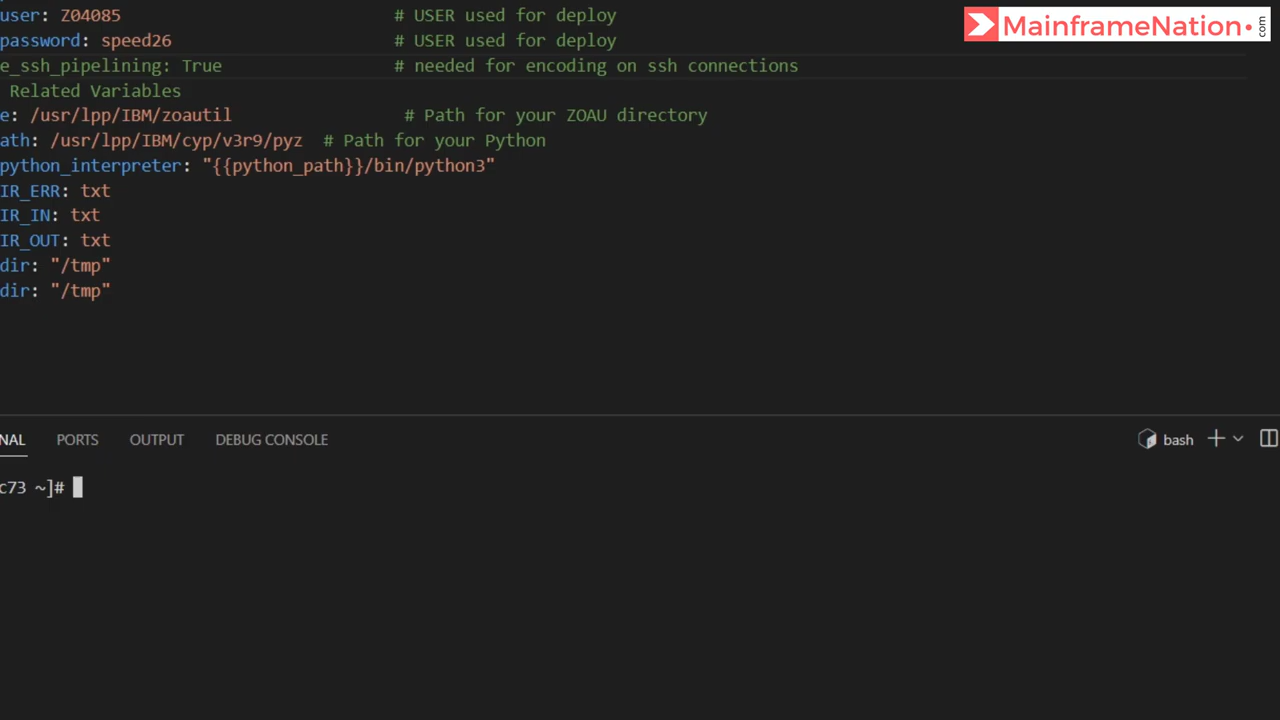 user: Z04085 # USER used for deploy
password: speed26 # USER used for deploy
e_ssh_pipelining: True # needed for encoding on ssh connections
Related Variables
e: /usr/lpp/IBM/zoautil # Path for your ZOAU directory
ath: /usr/lpp/IBM/cyp/v3r9/pyz # Path for your Python
python_interpreter: "{{python_path}}/bin/python3"
IR_ERR: txt
IR_IN: txt
IR_OUT: txt
dir: "/tmp"
dir: "/tmp"
MainframeNation.com
NAL PORTS OUTPUT DEBUG CONSOLE bash
c73 ~]#